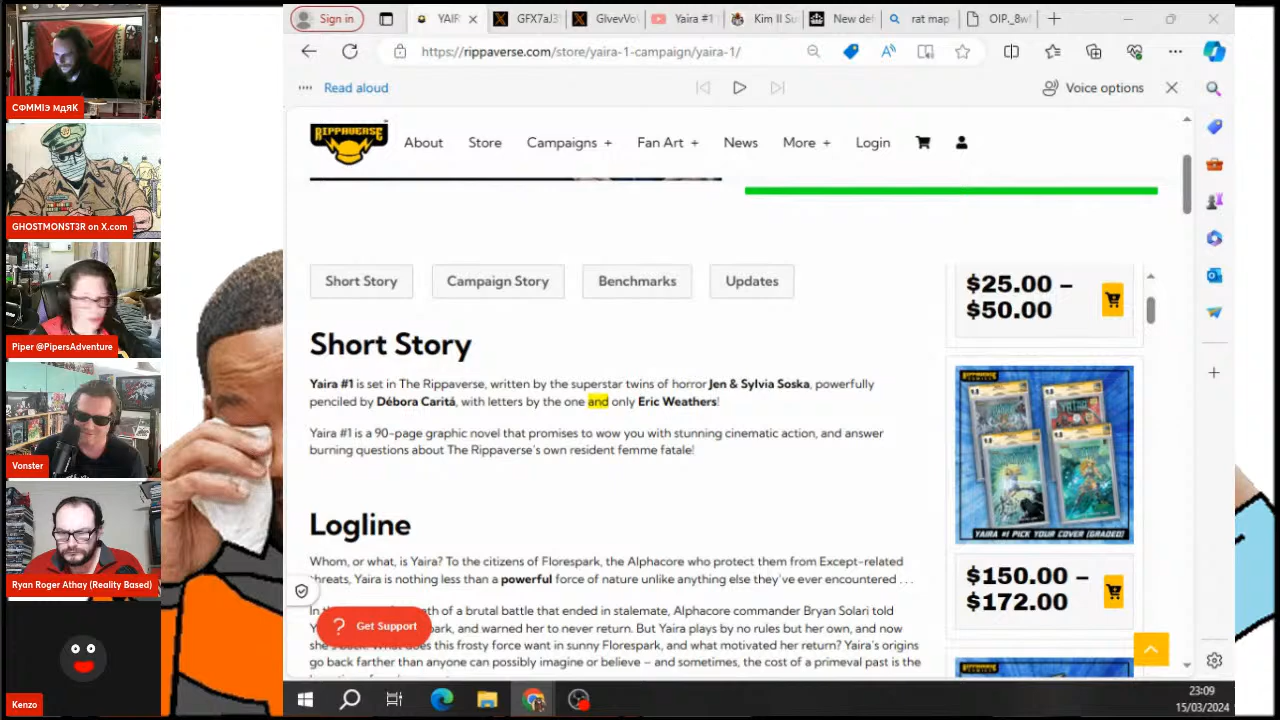 СФММІЭ МДЯК
GHOSTMONST3R on X.com
Piper @PipersAdventure
Vonster
Ryan Roger Athay (Reality Based)
Kenzo
Sign in
YAIR
GFX7aJ3
GIvevVoV
Yaira #1
Kim Il Su
New del
rat map
OIP._8wl
https://rippaverse.com/store/yaira-1-campaign/yaira-1/
Read aloud
Voice options
RIPPAVERSE
About
Store
Campaigns +
Fan Art +
News
More +
Login
Short Story
Campaign Story
Benchmarks
Updates
Short Story
Yaira #1 is set in The Rippaverse, written by the superstar twins of horror Jen & Sylvia Soska, powerfully
penciled by Débora Caritá, with letters by the one and only Eric Weathers!
Yaira #1 is a 90-page graphic novel that promises to wow you with stunning cinematic action, and answer
burning questions about The Rippaverse's own resident femme fatale!
Logline
Whom, or what, is Yaira? To the citizens of Florespark, the Alphacore who protect them from Except-related
threats, Yaira is nothing less than a powerful force of nature unlike anything else they've ever encountered . . .
In th
th of a brutal battle that ended in stalemate, Alphacore commander Bryan Solari told
ark, and warned her to never return. But Yaira plays by no rules but her own, and now
she's
this frosty force want in sunny Florespark, and what motivated her return? Yaira's origins
go back farther than anyone can possibly imagine or believe – and sometimes, the cost of a primeval past is the
Get Support
$25.00 –
$50.00
RIPPAVERSE
YAIRA #1 PICK YOUR COVER (GRADED)
$150.00 –
$172.00
23:09
15/03/2024